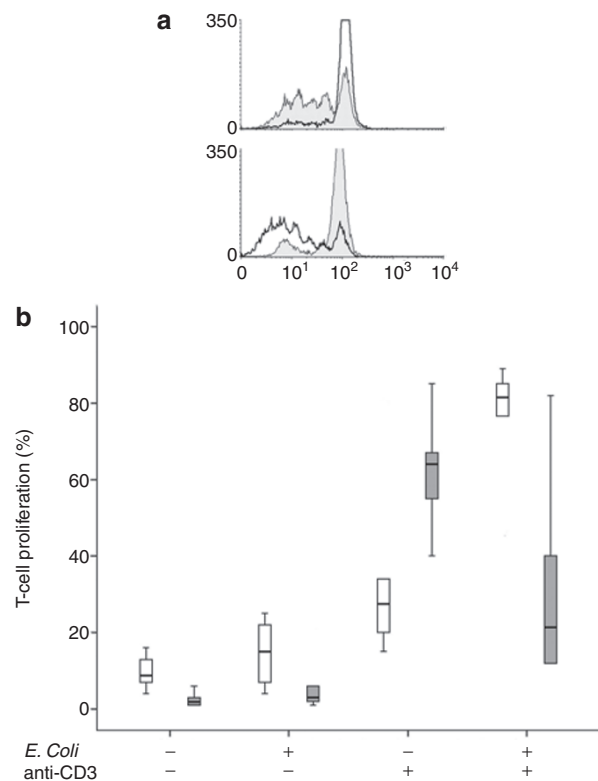 a
350
0
350
0
0 10¹ 10² 10³ 10⁴
b
100
80
60
40
20
0
T-cell proliferation (%)
E. Coli − + − +
anti-CD3 − − + +